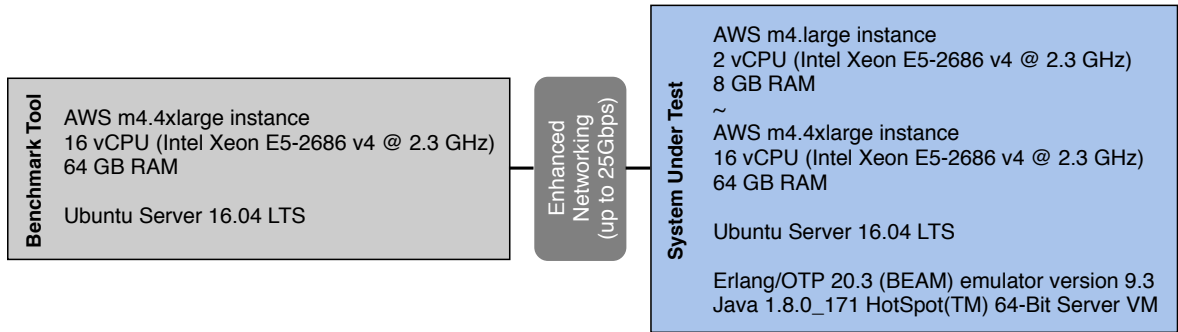 Benchmark Tool
AWS m4.4xlarge instance
16 vCPU (Intel Xeon E5-2686 v4 @ 2.3 GHz)
64 GB RAM
Ubuntu Server 16.04 LTS
Enhanced
Networking
(up to 25Gbps)
System Under Test
AWS m4.large instance
2 vCPU (Intel Xeon E5-2686 v4 @ 2.3 GHz)
8 GB RAM
~
AWS m4.4xlarge instance
16 vCPU (Intel Xeon E5-2686 v4 @ 2.3 GHz)
64 GB RAM
Ubuntu Server 16.04 LTS
Erlang/OTP 20.3 (BEAM) emulator version 9.3
Java 1.8.0_171 HotSpot(TM) 64-Bit Server VM